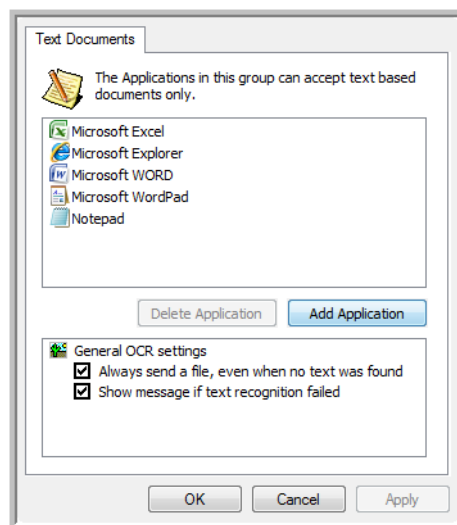 Text Documents
The Applications in this group can accept text based
documents only.
Microsoft Excel
Microsoft Explorer
Microsoft WORD
Microsoft WordPad
Notepad
Delete Application Add Application
General OCR settings
Always send a file, even when no text was found
Show message if text recognition failed
OK Cancel Apply